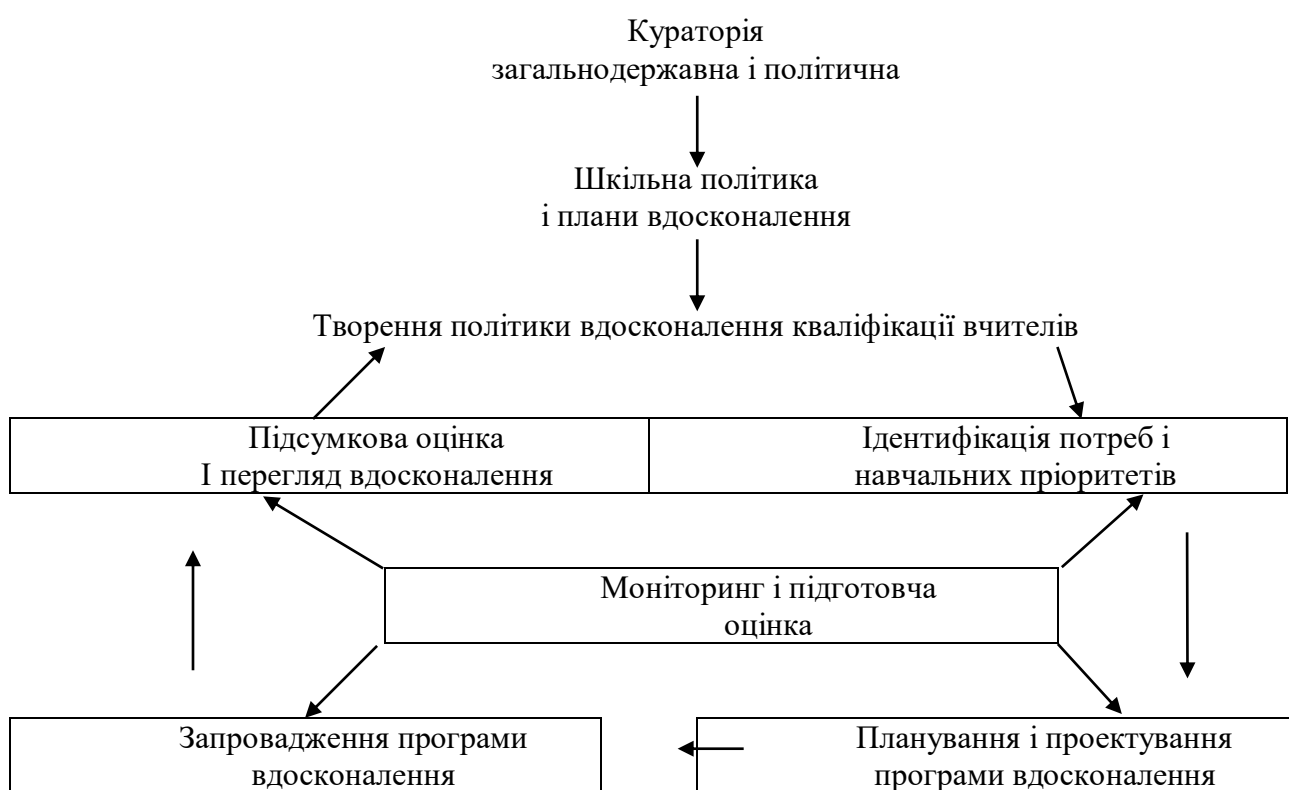 Кураторія
загальнодержавна і політична
Шкільна політика
і плани вдосконалення
Творення політики вдосконалення кваліфікації вчителів
Підсумкова оцінка
І перегляд вдосконалення
Ідентифікація потреб і
навчальних пріоритетів
Моніторинг і підготовча
оцінка
Запровадження програми
вдосконалення
Планування і проектування
програми вдосконалення